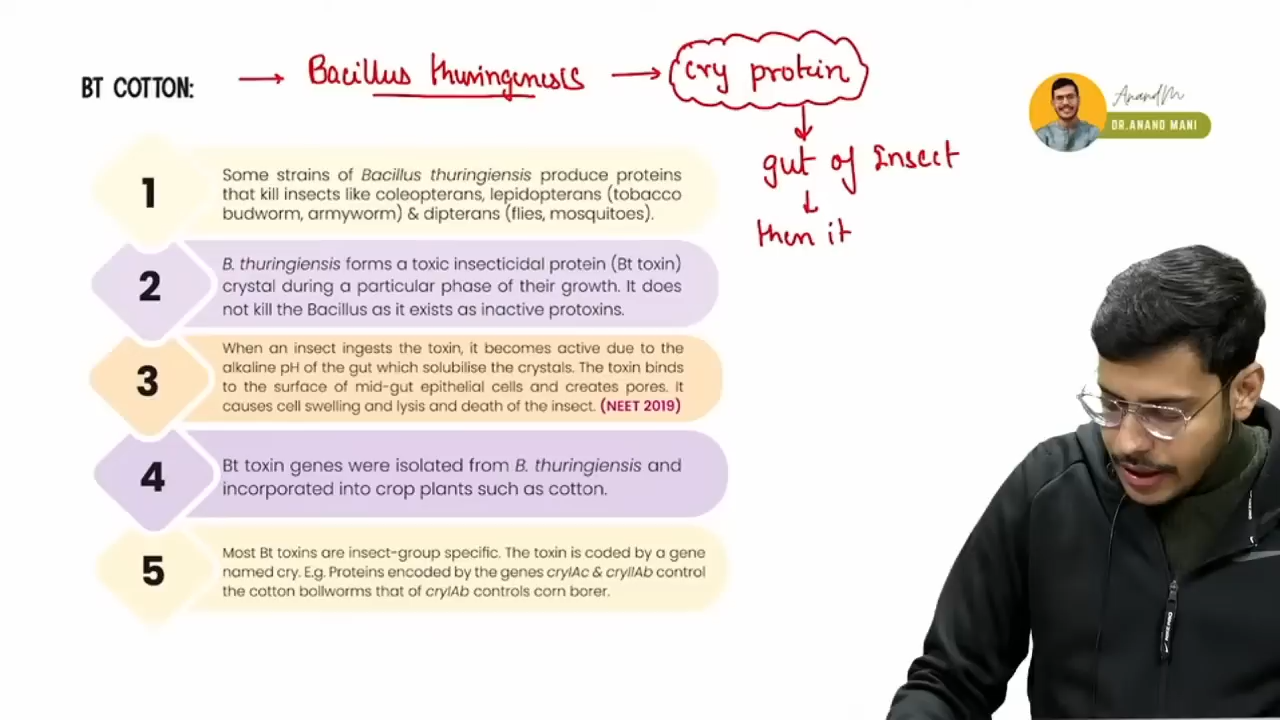 BT COTTON: → Bacillus thuringenesis → cry protein
gut of Insect
then it
AnandM
DR.ANAND MANI
1
Some strains of Bacillus thuringiensis produce proteins
that kill insects like coleopterans, lepidopterans (tobacco
budworm, armyworm) & dipterans (flies, mosquitoes).
2
B. thuringiensis forms a toxic insecticidal protein (Bt toxin)
crystal during a particular phase of their growth. It does
not kill the Bacillus as it exists as inactive protoxins.
3
When an insect ingests the toxin, it becomes active due to the
alkaline pH of the gut which solubilise the crystals. The toxin binds
to the surface of mid-gut epithelial cells and creates pores. It
causes cell swelling and lysis and death of the insect. (NEET 2019)
4
Bt toxin genes were isolated from B. thuringiensis and
incorporated into crop plants such as cotton.
5
Most Bt toxins are insect-group specific. The toxin is coded by a gene
named cry. E.g. Proteins encoded by the genes cryIAc & cryIIAb control
the cotton bollworms that of cryIAb controls corn borer.